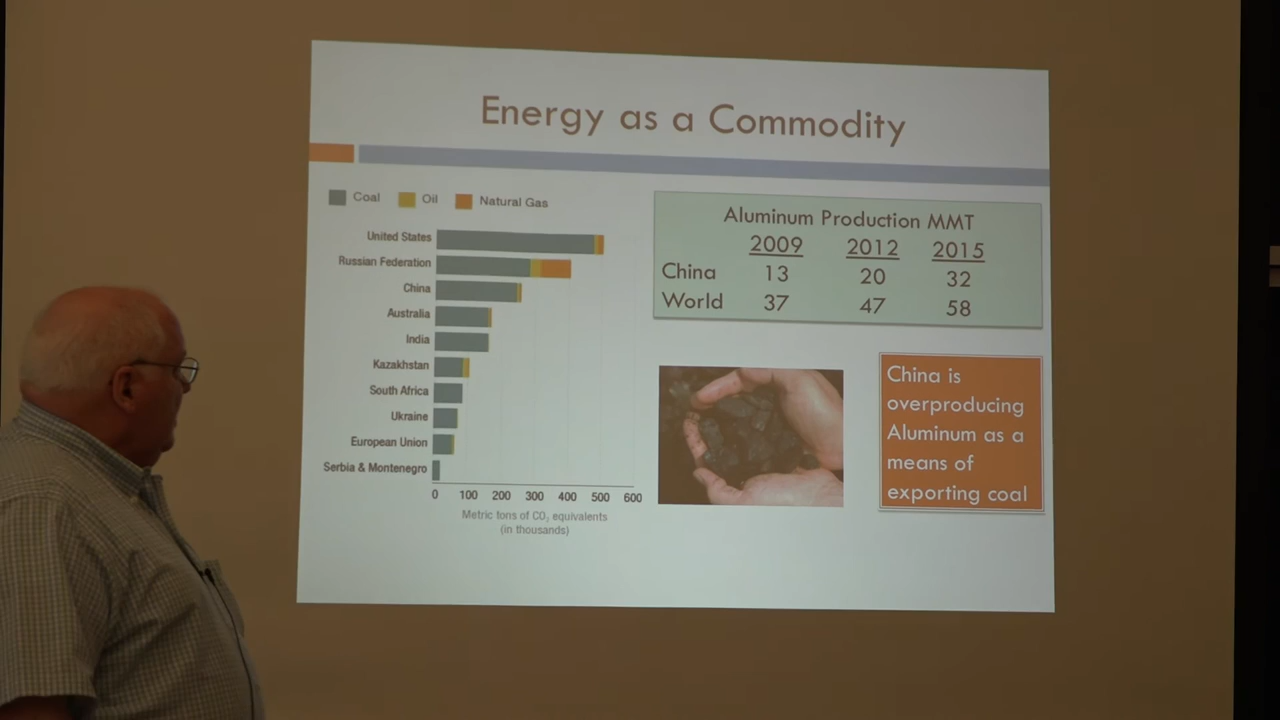 Energy as a Commodity
Coal Oil Natural Gas
United States
Russian Federation
China
Australia
India
Kazakhstan
South Africa
Ukraine
European Union
Serbia & Montenegro
0 100 200 300 400 500 600
Metric tons of CO₂ equivalents
(in thousands)
Aluminum Production MMT
2009 2012 2015
China 13 20 32
World 37 47 58
China is
overproducing
Aluminum as a
means of
exporting coal